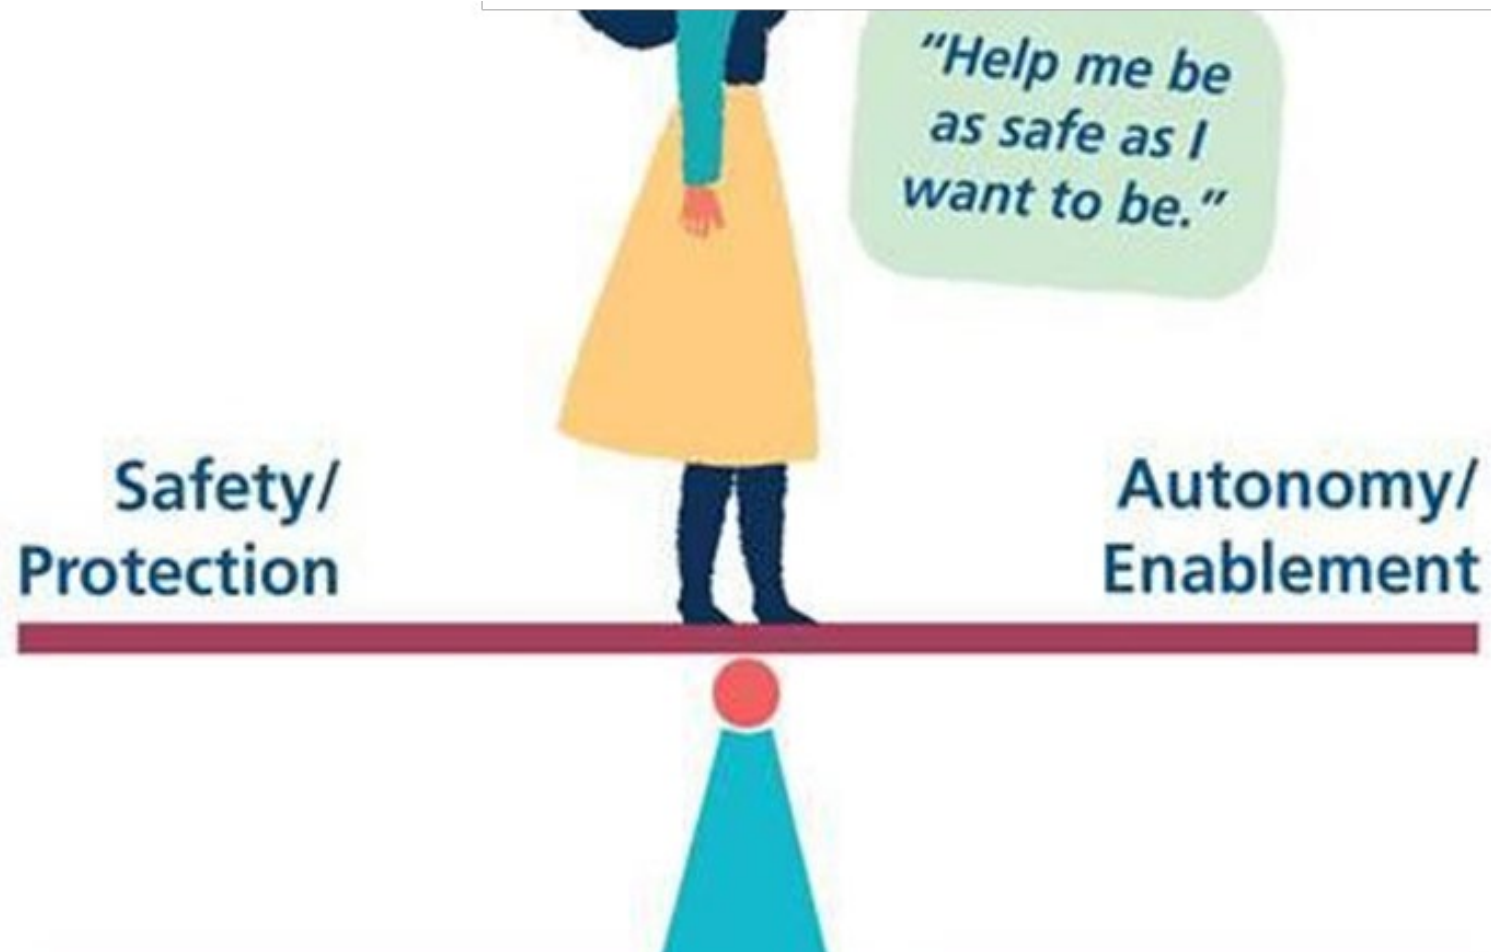 “Help me be
as safe as I
want to be.”
Safety/
Protection
Autonomy/
Enablement